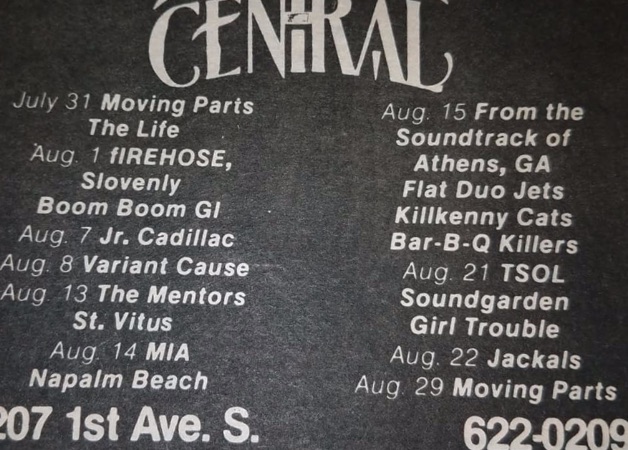 CENTRAL
July 31 Moving Parts
The Life
Aug. 1 fIREHOSE,
Slovenly
Boom Boom GI
Aug. 7 Jr. Cadillac
Aug. 8 Variant Cause
Aug. 13 The Mentors
St. Vitus
Aug. 14 MIA
Napalm Beach
Aug. 15 From the
Soundtrack of
Athens, GA
Flat Duo Jets
Killkenny Cats
Bar-B-Q Killers
Aug. 21 TSOL
Soundgarden
Girl Trouble
Aug. 22 Jackals
Aug. 29 Moving Parts
207 1st Ave. S.
622-0209